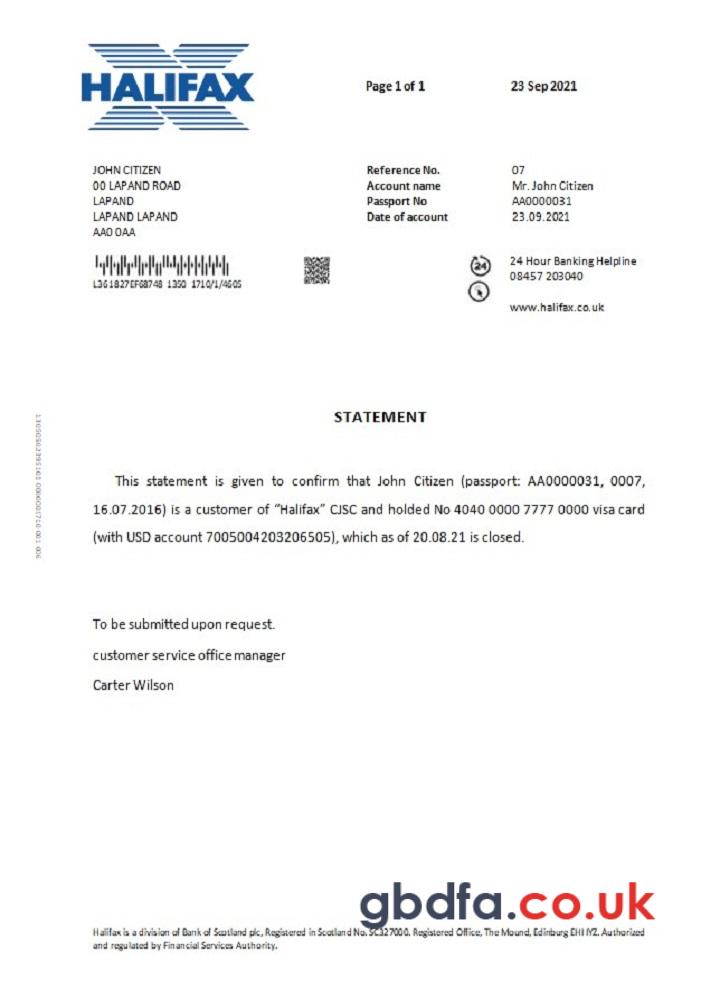 HALIFAX
Page 1 of 1 23 Sep 2021
JOHN CITIZEN
00 LAPAND ROAD
LAPAND
LAPAND LAPAND
AA0 0AA
Reference No. 07
Account name Mr. John Citizen
Passport No AA0000031
Date of account 23.09.2021
1350 1710/1/4605
24
24 Hour Banking Helpline
08457 203040
www.halifax.co.uk
STATEMENT
This statement is given to confirm that John Citizen (passport: AA0000031, 0007,
16.07.2016) is a customer of “Halifax” CJSC and holded No 4040 0000 7777 0000 visa card
(with USD account 7005004203206505), which as of 20.08.21 is closed.
To be submitted upon request.
customer service office manager
Carter Wilson
gbdfa.co.uk
Halifax is a division of Bank of Scotland plc, Registered in Scotland No. SC327000. Registered Office, The Mound, Edinburg EHI IYZ. Authorized
and regulated by Financial Services Authority.